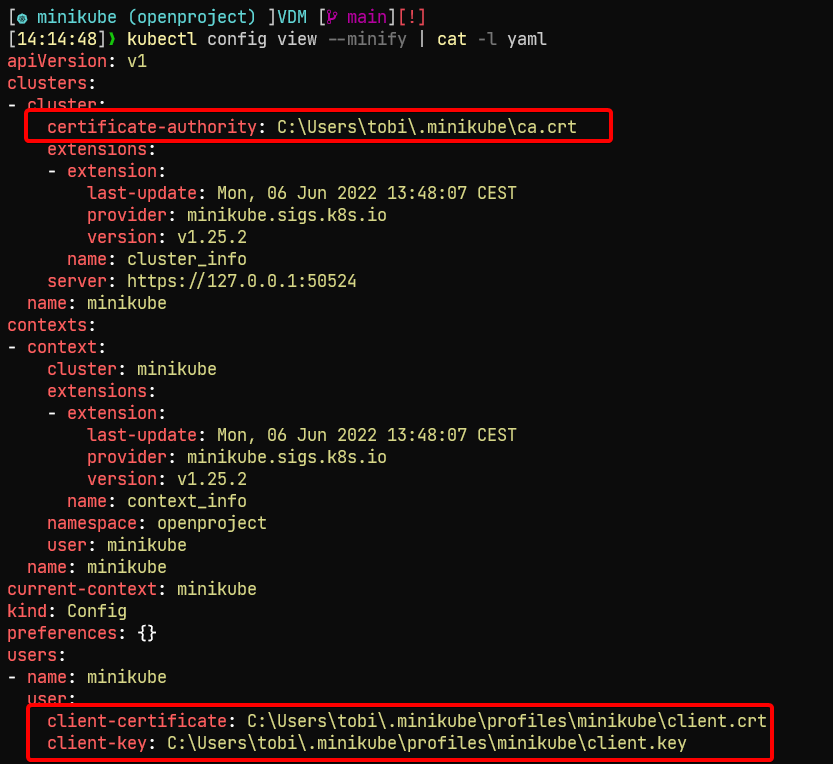 [☸ minikube (openproject) ]VDM [ main][!]
[14:14:48]❯ kubectl config view --minify | cat -l yaml
apiVersion: v1
clusters:
- cluster:
    certificate-authority: C:\Users\tobi\.minikube\ca.crt
    extensions:
    - extension:
        last-update: Mon, 06 Jun 2022 13:48:07 CEST
        provider: minikube.sigs.k8s.io
        version: v1.25.2
      name: cluster_info
    server: https://127.0.0.1:50524
  name: minikube
contexts:
- context:
    cluster: minikube
    extensions:
    - extension:
        last-update: Mon, 06 Jun 2022 13:48:07 CEST
        provider: minikube.sigs.k8s.io
        version: v1.25.2
      name: context_info
    namespace: openproject
    user: minikube
  name: minikube
current-context: minikube
kind: Config
preferences: {}
users:
- name: minikube
  user:
    client-certificate: C:\Users\tobi\.minikube\profiles\minikube\client.crt
    client-key: C:\Users\tobi\.minikube\profiles\minikube\client.key